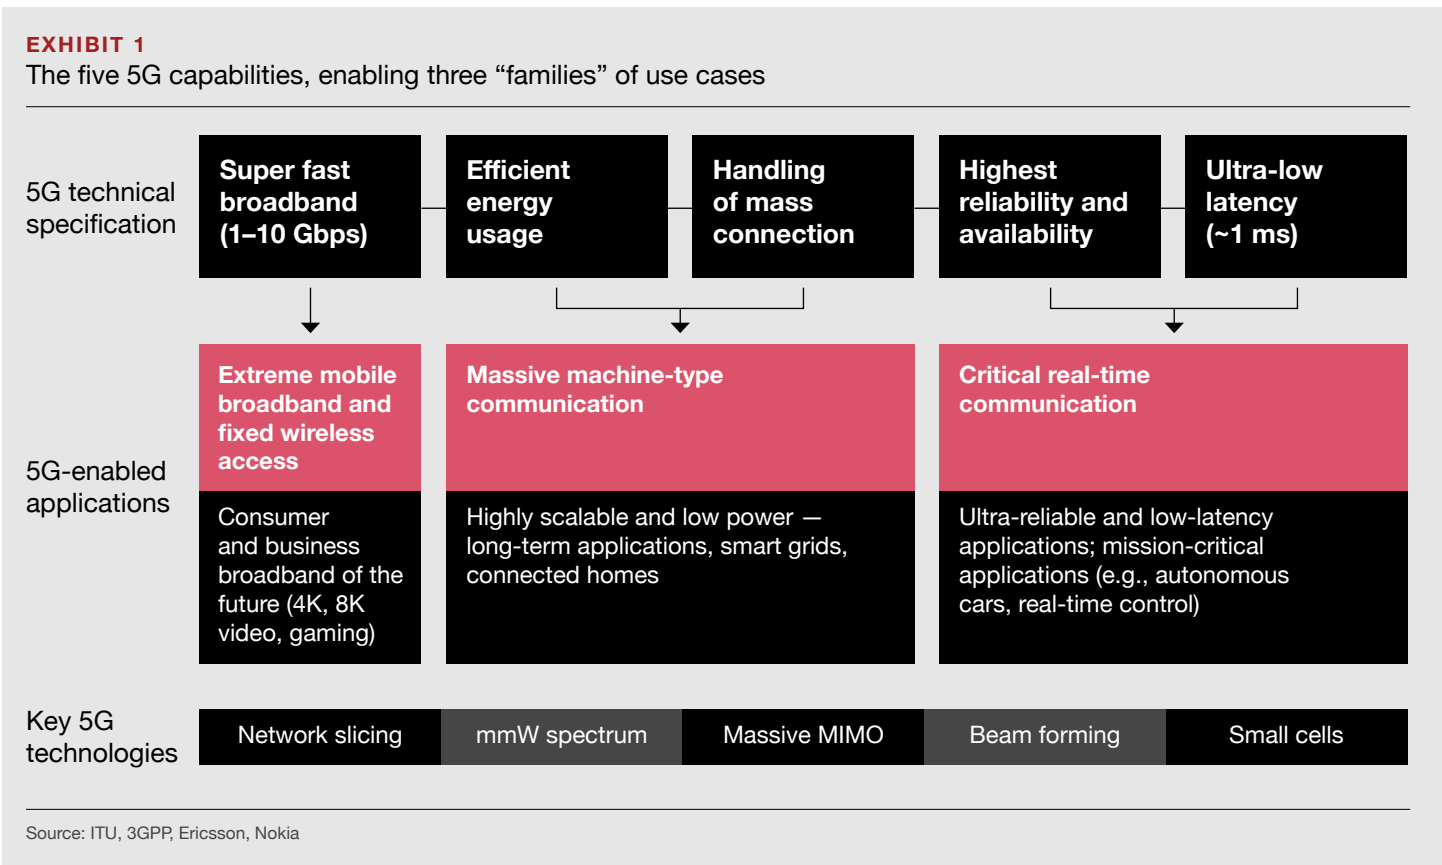 EXHIBIT 1
The five 5G capabilities, enabling three “families” of use cases
5G technical
specification
Super fast
broadband
(1–10 Gbps)
Efficient
energy
usage
Handling
of mass
connection
Highest
reliability and
availability
Ultra-low
latency
(~1 ms)
5G-enabled
applications
Extreme mobile
broadband and
fixed wireless
access
Consumer
and business
broadband of the
future (4K, 8K
video, gaming)
Massive machine-type
communication
Highly scalable and low power —
long-term applications, smart grids,
connected homes
Critical real-time
communication
Ultra-reliable and low-latency
applications; mission-critical
applications (e.g., autonomous
cars, real-time control)
Key 5G
technologies
Network slicing
mmW spectrum
Massive MIMO
Beam forming
Small cells
Source: ITU, 3GPP, Ericsson, Nokia